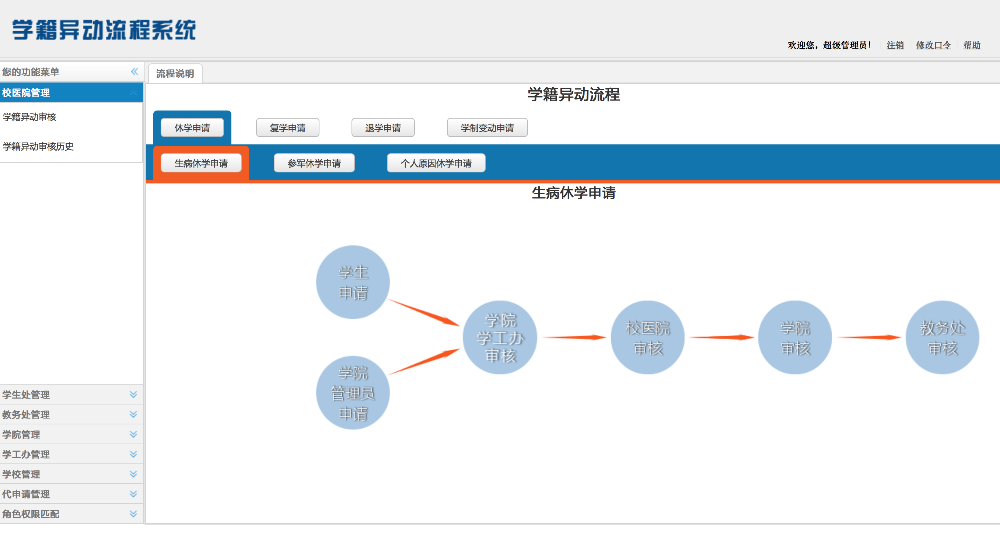 学籍异动流程系统
欢迎您，超级管理员！ 注销 修改口令 帮助
您的功能菜单
校医院管理
学籍异动审核
学籍异动审核历史
学生处管理
教务处管理
学院管理
学工办管理
学校管理
代申请管理
角色权限匹配
流程说明
学籍异动流程
休学申请 复学申请 退学申请 学制变动申请
生病休学申请 参军休学申请 个人原因休学申请
生病休学申请
学生
申请
学院
管理员
申请
学院
学工办
审核
校医院
审核
学院
审核
教务处
审核